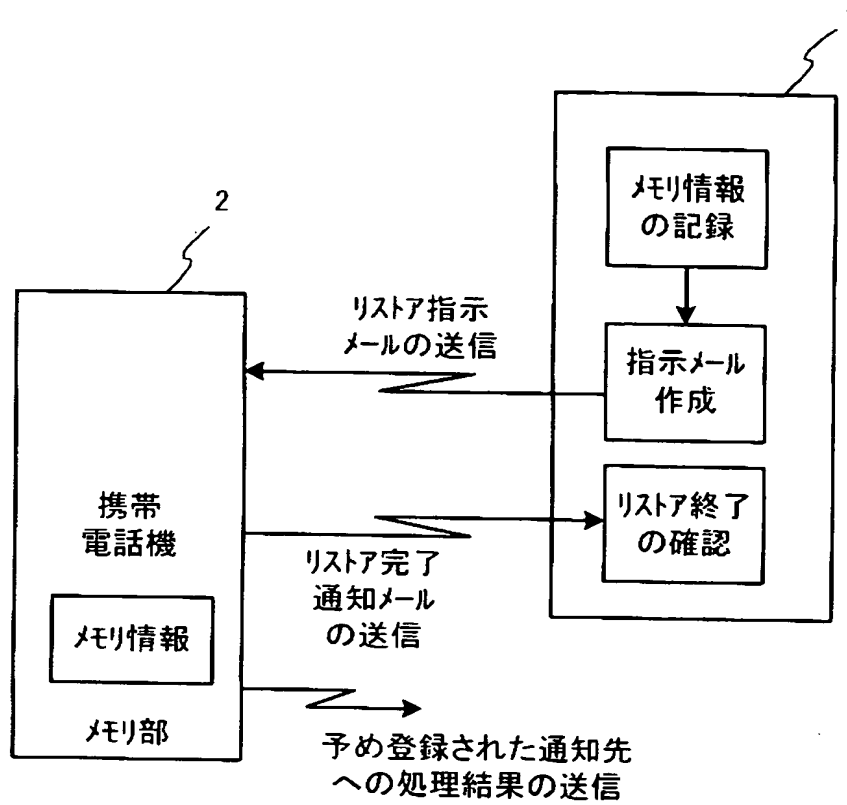 メモリ情報
の記録
2
リストア指示
メールの送信
指示メール
作成
携帯
電話機
リストア終了
の確認
リストア完了
通知メール
の送信
メモリ情報
メモリ部
予め登録された通知先
への処理結果の送信